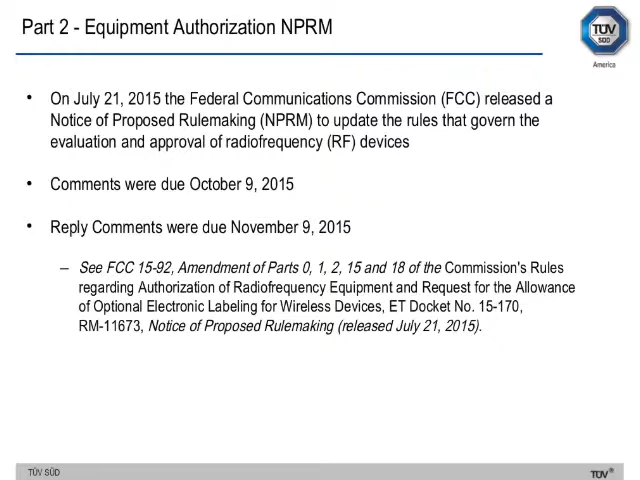 Part 2 - Equipment Authorization NPRM
TÜV
SÜD
America
• On July 21, 2015 the Federal Communications Commission (FCC) released a
Notice of Proposed Rulemaking (NPRM) to update the rules that govern the
evaluation and approval of radiofrequency (RF) devices
• Comments were due October 9, 2015
• Reply Comments were due November 9, 2015
– See FCC 15-92, Amendment of Parts 0, 1, 2, 15 and 18 of the Commission's Rules
regarding Authorization of Radiofrequency Equipment and Request for the Allowance
of Optional Electronic Labeling for Wireless Devices, ET Docket No. 15-170,
RM-11673, Notice of Proposed Rulemaking (released July 21, 2015).
TÜV SÜD
TÜV®